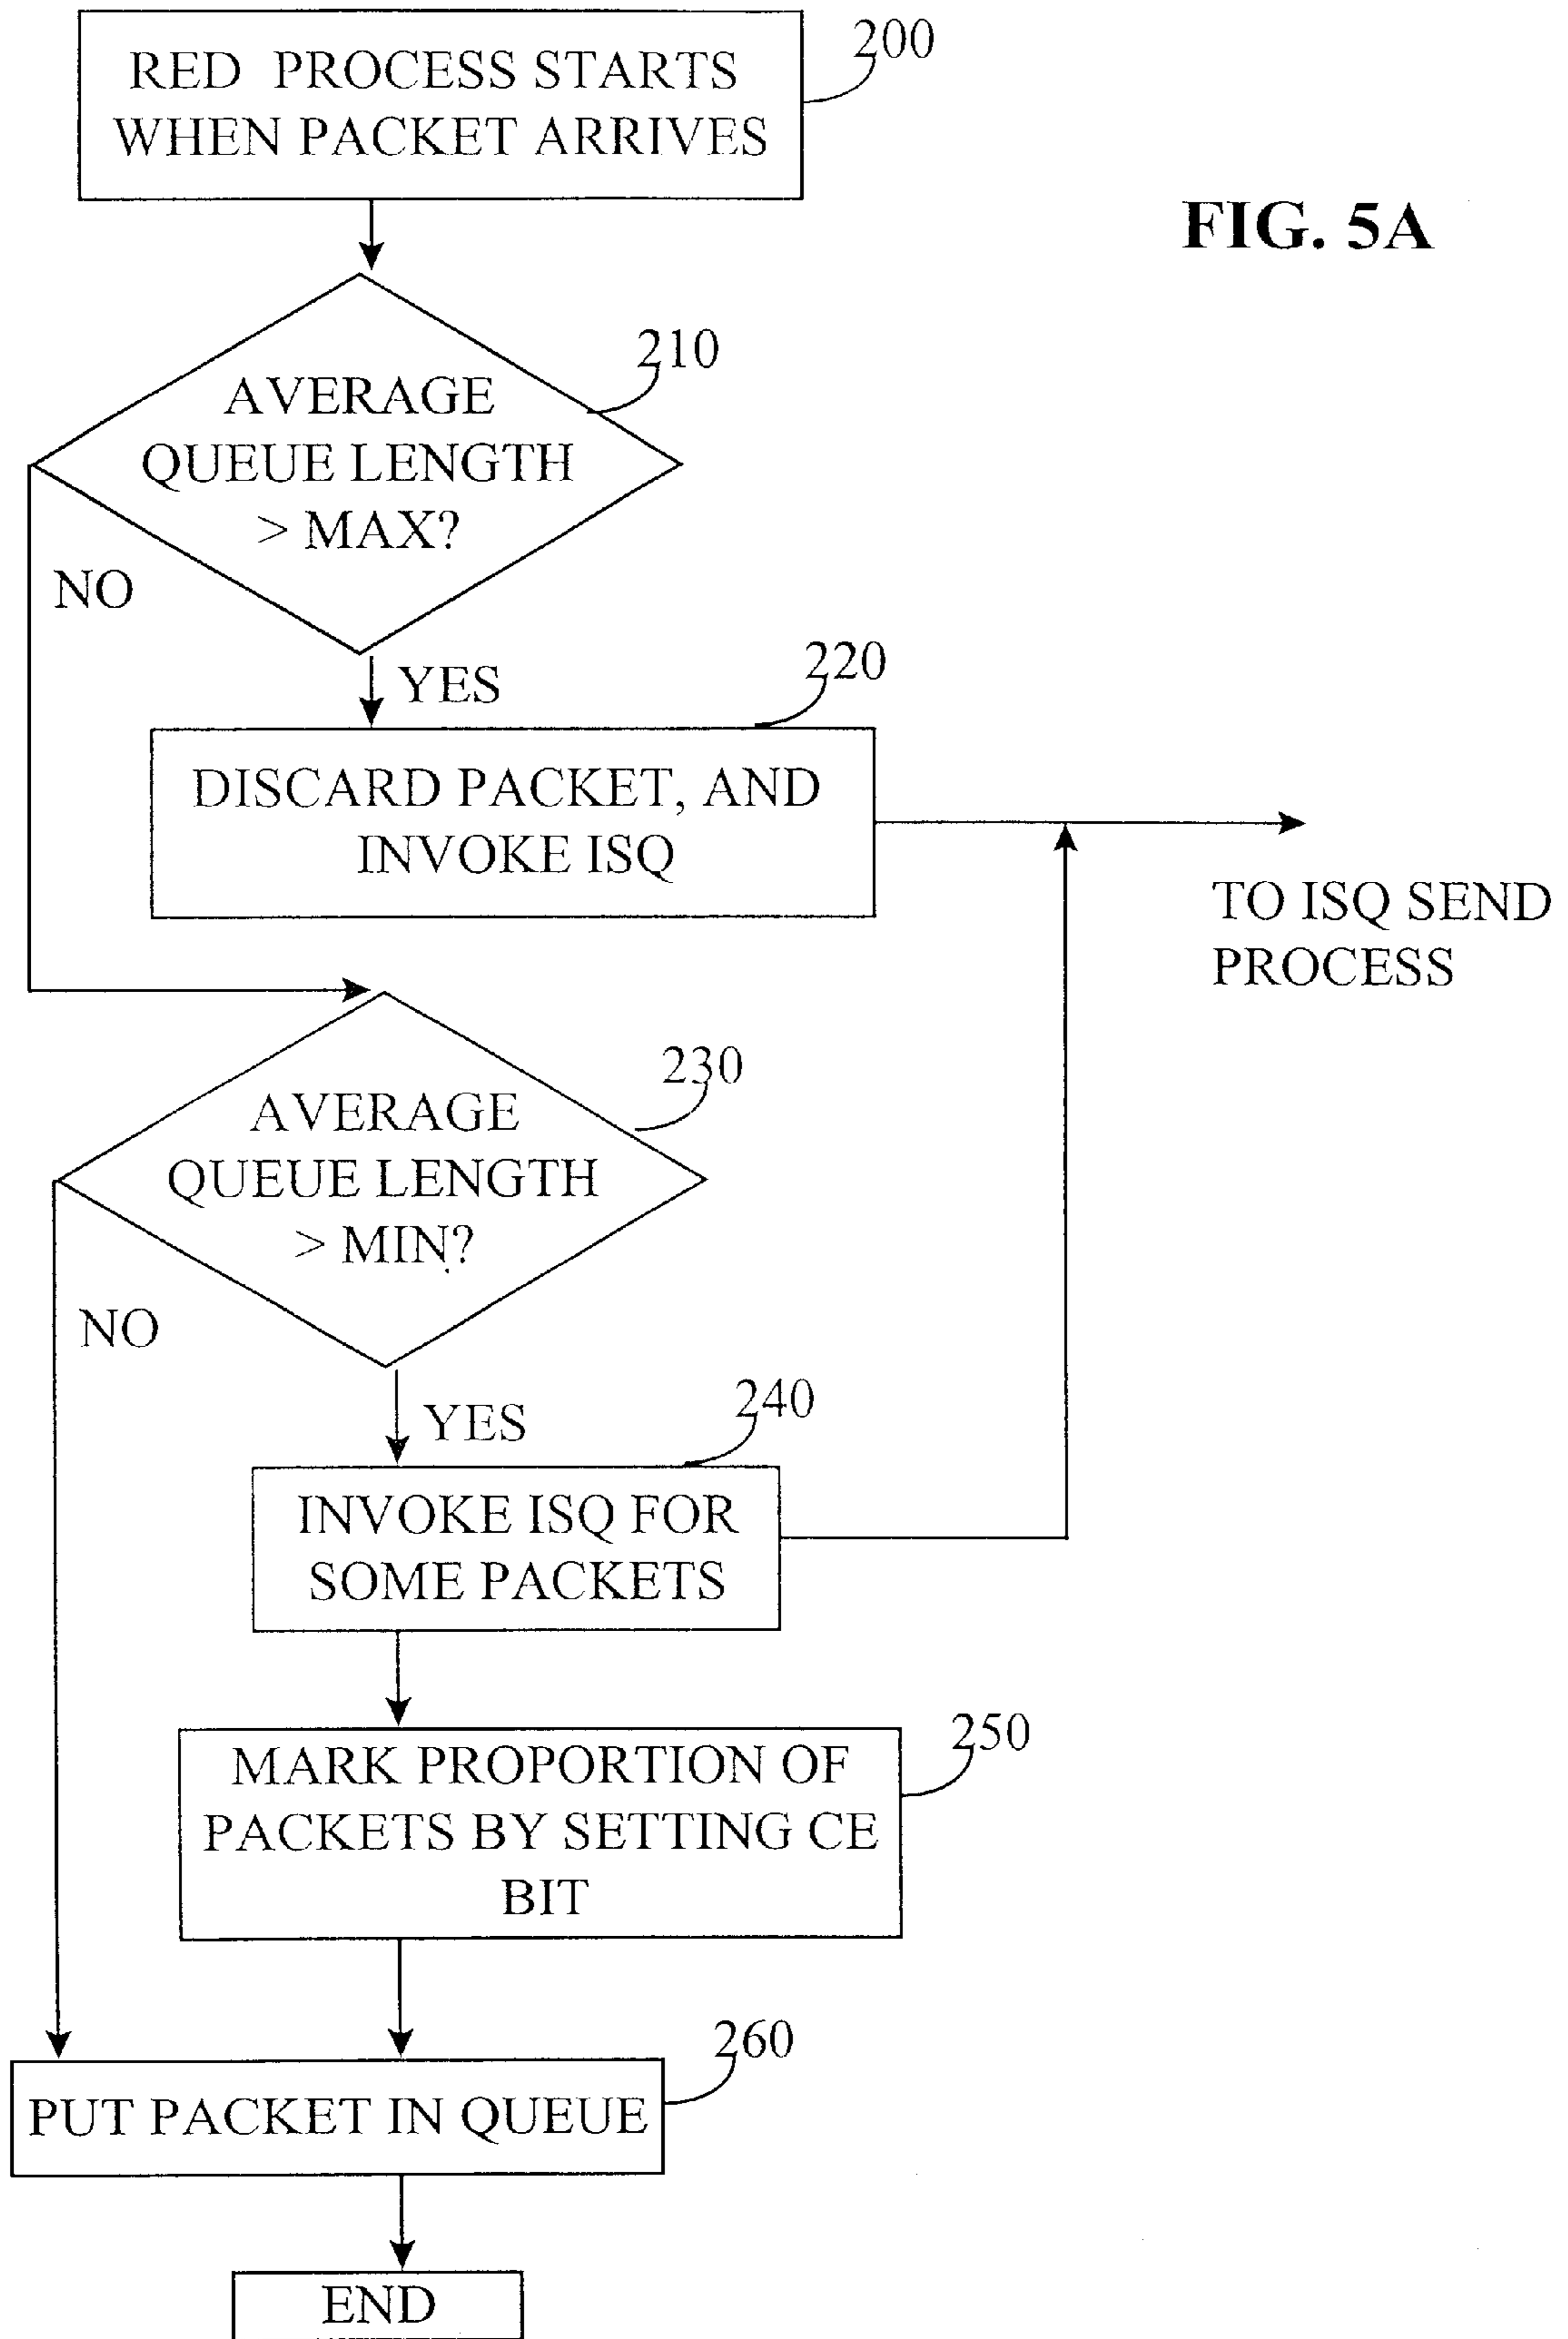 RED PROCESS STARTS
WHEN PACKET ARRIVES
200
FIG. 5A
210
AVERAGE
QUEUE LENGTH
> MAX?
NO
YES
220
DISCARD PACKET, AND
INVOKE ISQ
TO ISQ SEND
PROCESS
230
AVERAGE
QUEUE LENGTH
> MIN?
NO
YES
240
INVOKE ISQ FOR
SOME PACKETS
250
MARK PROPORTION OF
PACKETS BY SETTING CE
BIT
260
PUT PACKET IN QUEUE
END